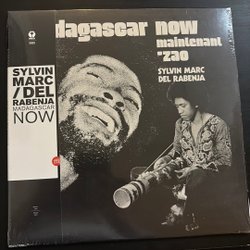 dagascar now
maintenant
'zao
SYLVIN MARC
DEL RABENJA
SYLVIN
MARC
/DEL
RABENJA
MADAGASCAR
NOW